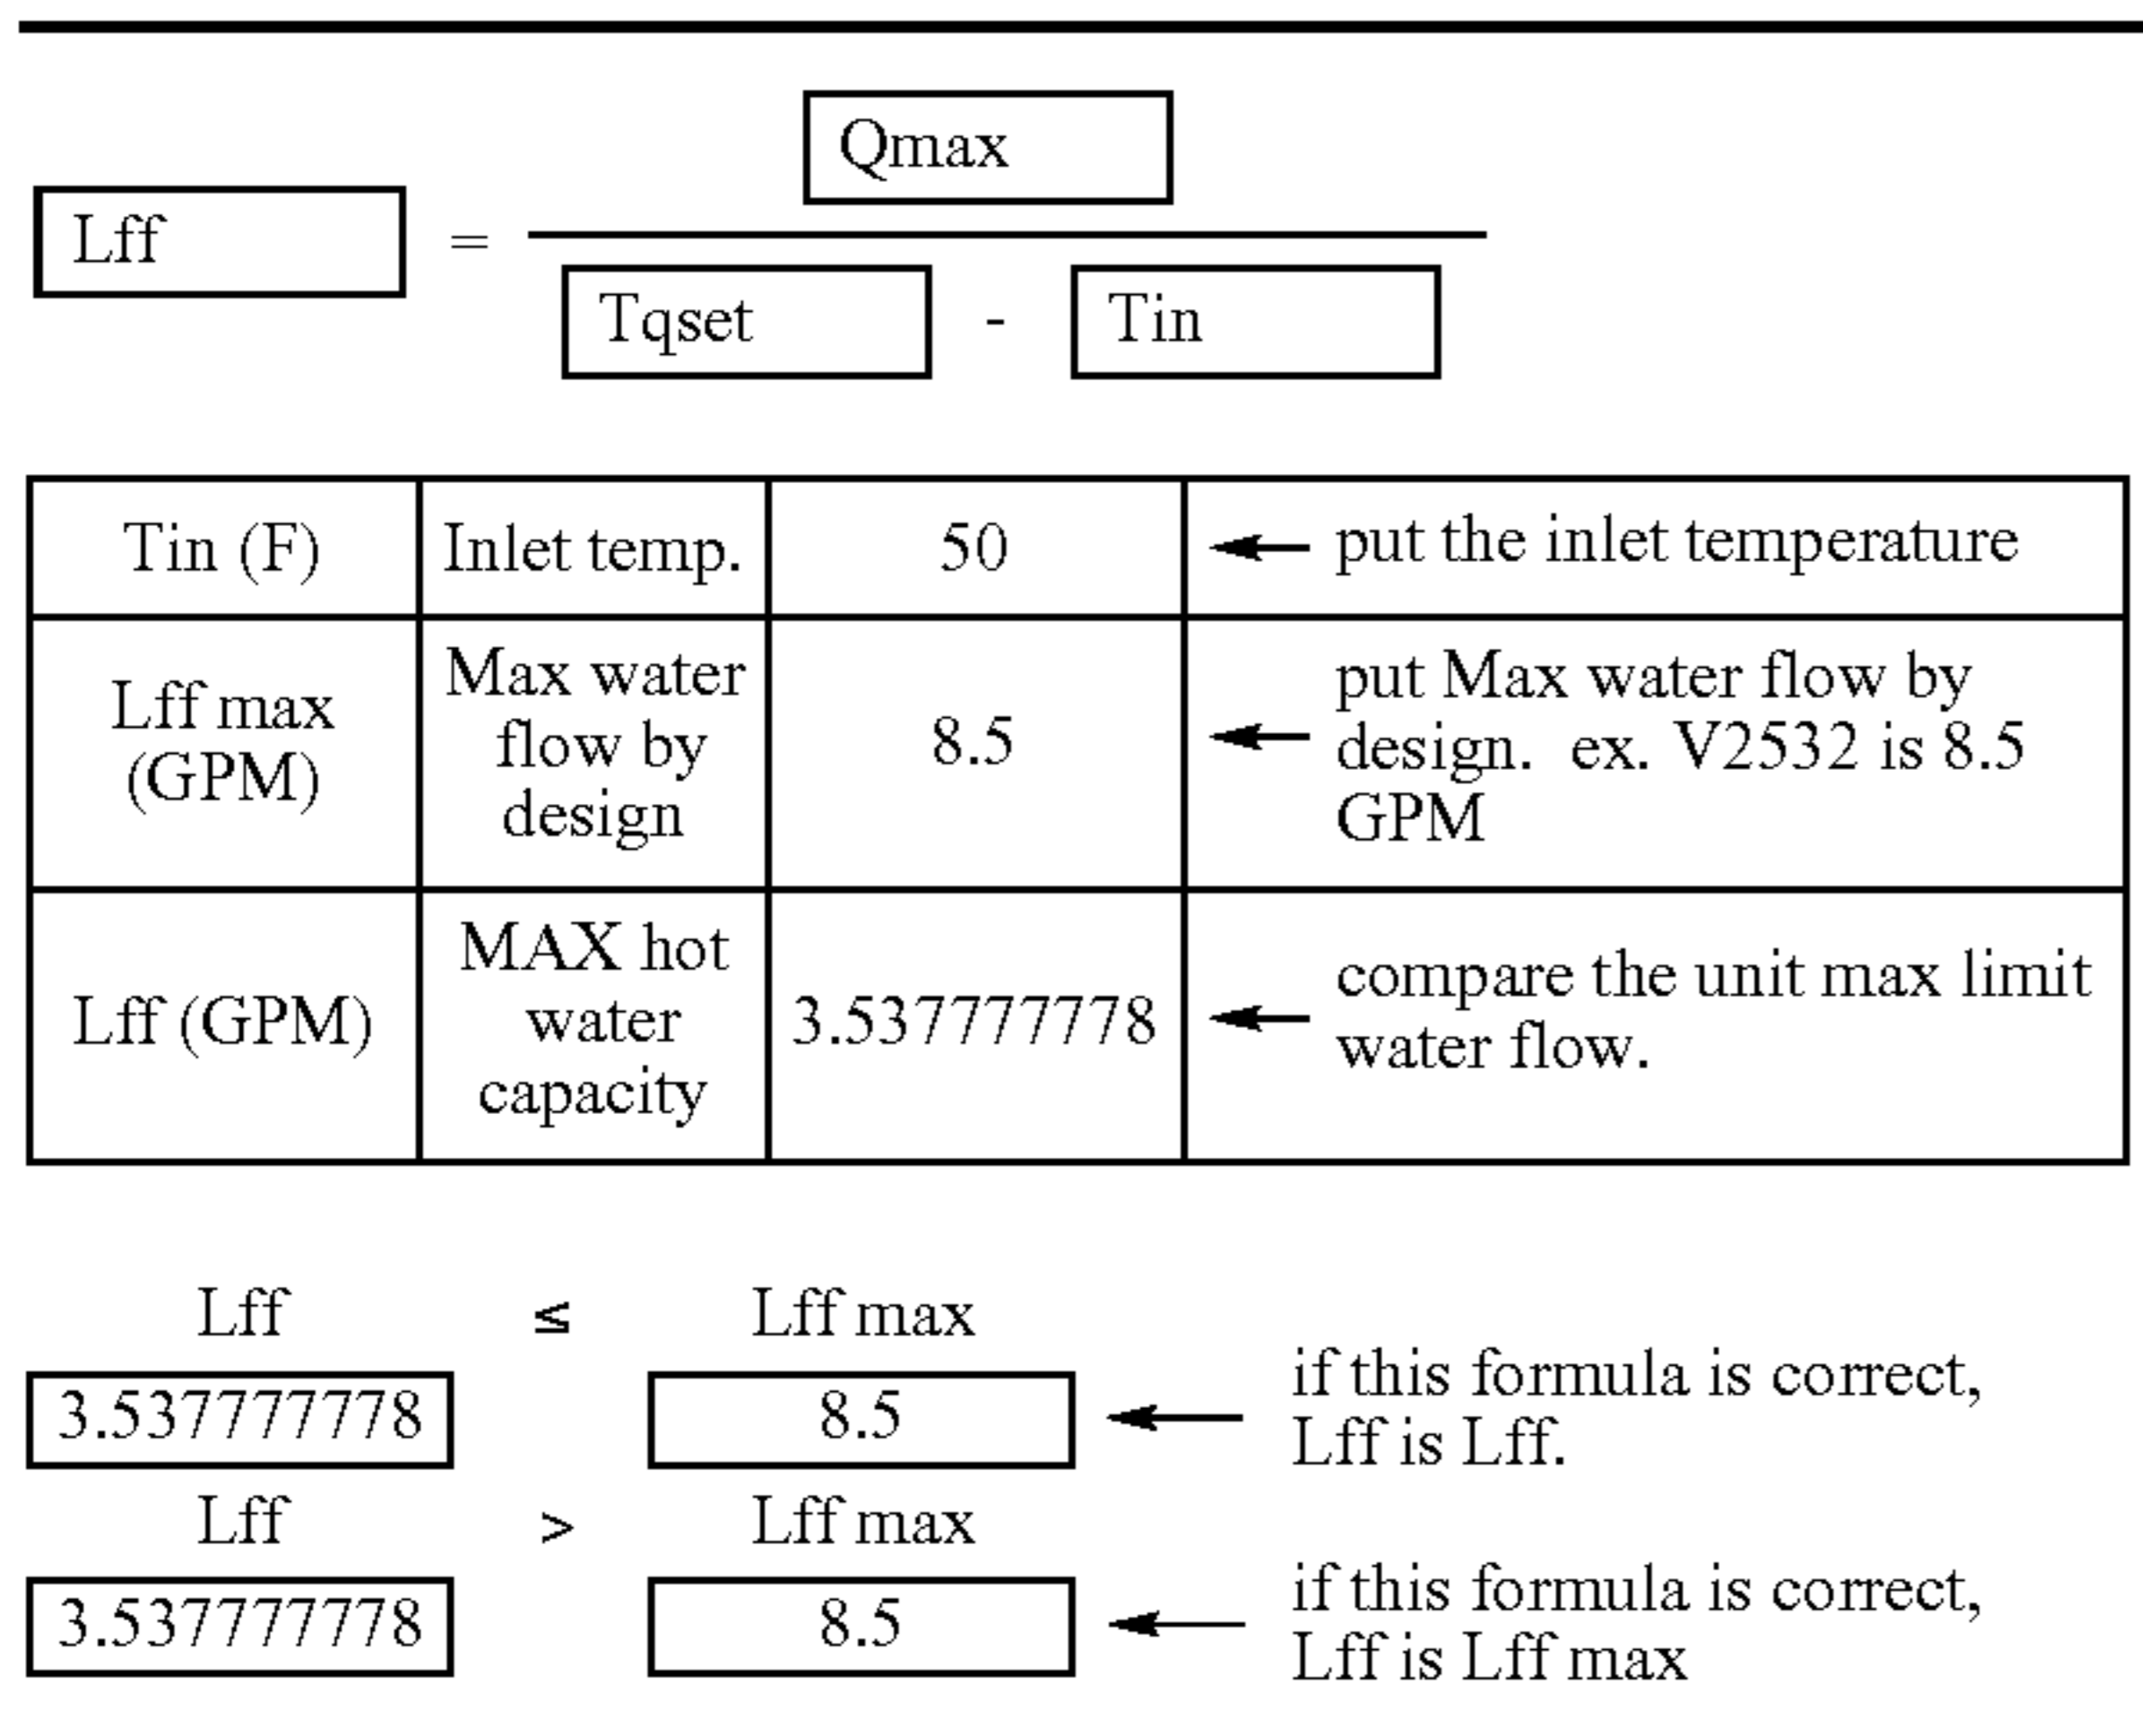 Qmax
Lff =
Tqset - Tin
Tin (F) Inlet temp. 50 put the inlet temperature
Lff max
(GPM)
Max water
flow by
design
8.5
put Max water flow by
design. ex. V2532 is 8.5
GPM
Lff (GPM)
MAX hot
water
capacity
3.537777778
compare the unit max limit
water flow.
Lff ≤ Lff max
3.537777778 8.5
if this formula is correct,
Lff is Lff.
Lff > Lff max
3.537777778 8.5
if this formula is correct,
Lff is Lff max